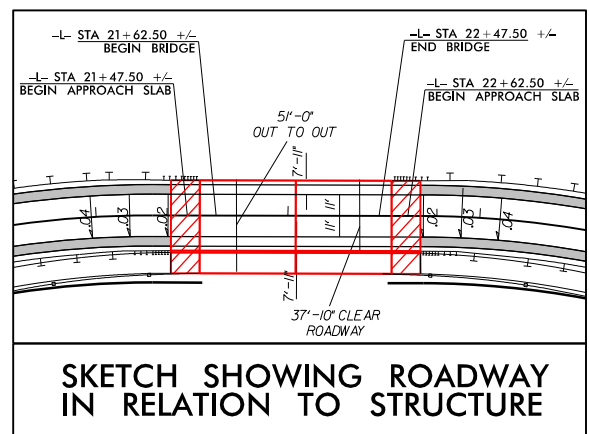 -L- STA 21+62.50 +/-
BEGIN BRIDGE
-L- STA 22+47.50 +/-
END BRIDGE
-L- STA 21+47.50 +/-
BEGIN APPROACH SLAB
-L- STA 22+62.50 +/-
BEGIN APPROACH SLAB
51'-0"
OUT TO OUT
7'-11"
.04
.03
.02
11'
11'
.02
.03
.04
7'-11"
37'-10" CLEAR
ROADWAY
SKETCH SHOWING ROADWAY
IN RELATION TO STRUCTURE